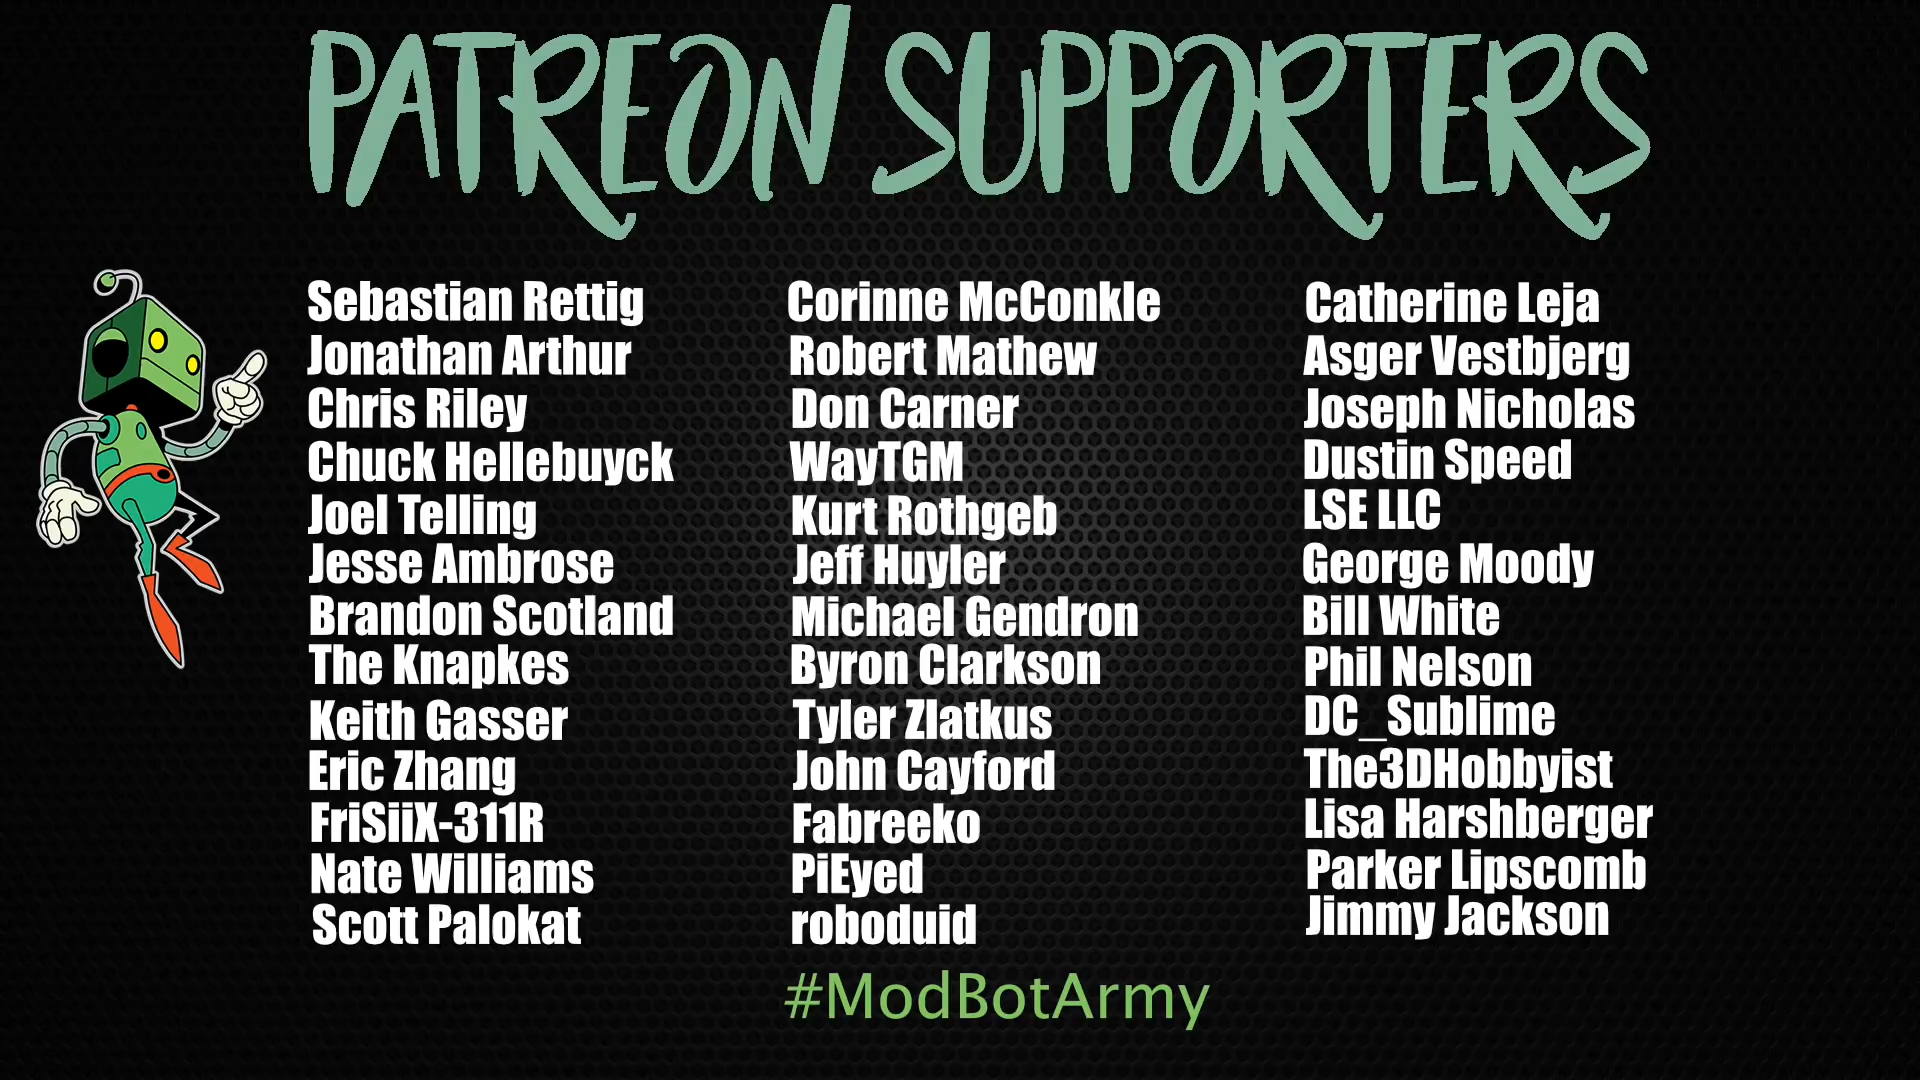 PATREON SUPPORTERS
Sebastian Rettig
Jonathan Arthur
Chris Riley
Chuck Hellebuyck
Joel Telling
Jesse Ambrose
Brandon Scotland
The Knapkes
Keith Gasser
Eric Zhang
FriSiiX-311R
Nate Williams
Scott Palokat
Corinne McConkle
Robert Mathew
Don Carner
WayTGM
Kurt Rothgeb
Jeff Huyler
Michael Gendron
Byron Clarkson
Tyler Zlatkus
John Cayford
Fabreeko
PiEyed
roboduid
Catherine Leja
Asger Vestbjerg
Joseph Nicholas
Dustin Speed
LSE LLC
George Moody
Bill White
Phil Nelson
DC_Sublime
The3DHobbyist
Lisa Harshberger
Parker Lipscomb
Jimmy Jackson
#ModBotArmy